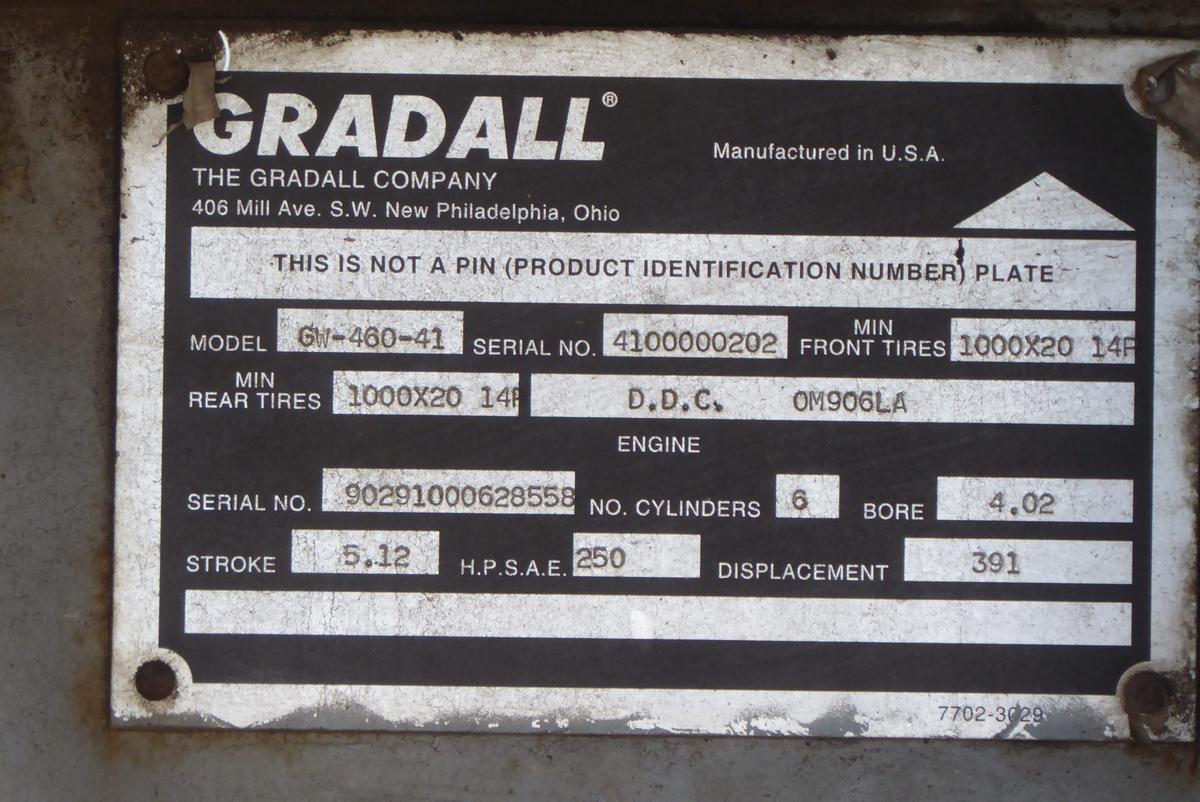 GRADALL®
Manufactured in U.S.A.
THE GRADALL COMPANY
406 Mill Ave. S.W. New Philadelphia, Ohio
THIS IS NOT A PIN (PRODUCT IDENTIFICATION NUMBER) PLATE
MODEL GW-460-41 SERIAL NO. 4100000202 MIN FRONT TIRES 1000X20 14P
MIN REAR TIRES 1000X20 14P D.D.C. OM906LA
ENGINE
SERIAL NO. 90291000628558 NO. CYLINDERS 6 BORE 4.02
STROKE 5.12 H.P.S.A.E. 250 DISPLACEMENT 391
7702-3029